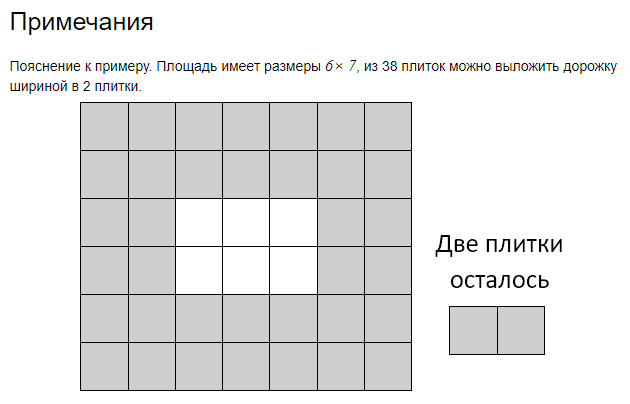 Примечания
Пояснение к примеру. Площадь имеет размеры 6 × 7, из 38 плиток можно выложить дорожку
шириной в 2 плитки.
Две плитки
осталось